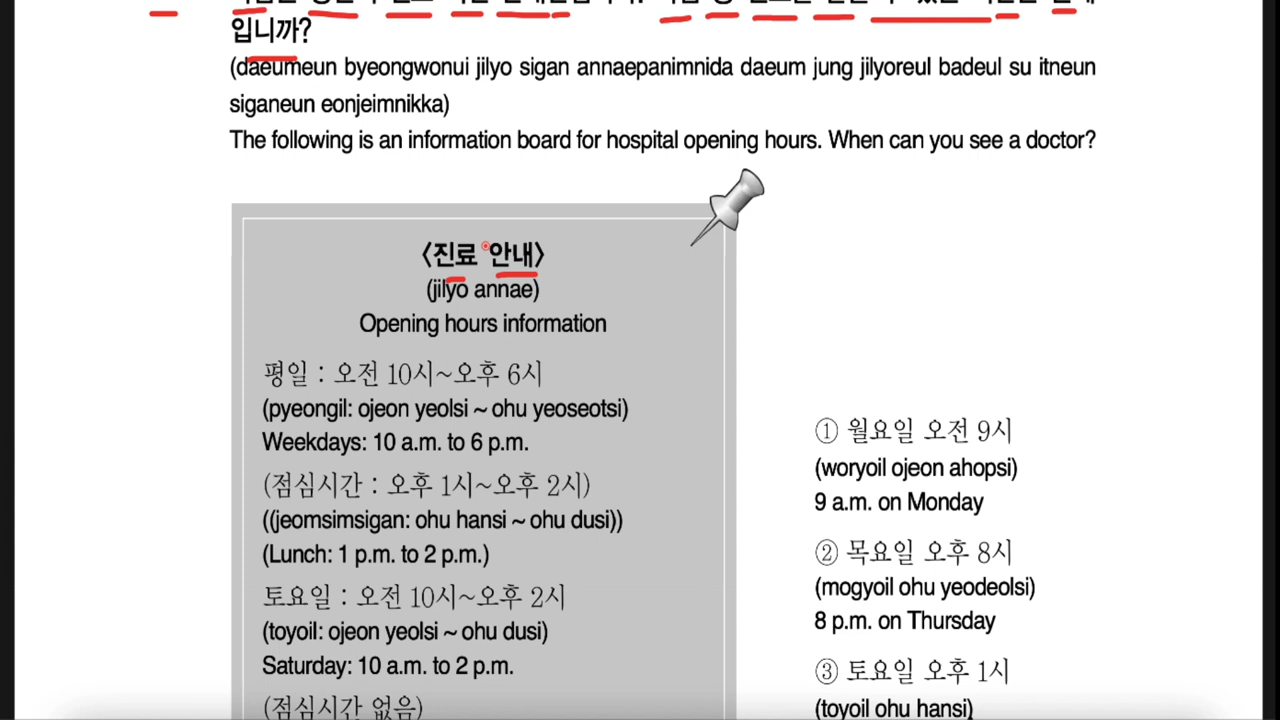 입니까?
(daeumeun byeongwonui jilyo sigan annaepanimnida daeum jung jilyoreul badeul su itneun
siganeun eonjeimnikka)
The following is an information board for hospital opening hours. When can you see a doctor?
〈진료 안내〉
(jilyo annae)
Opening hours information
평일 : 오전 10시~오후 6시
(pyeongil: ojeon yeolsi ~ ohu yeoseotsi)
Weekdays: 10 a.m. to 6 p.m.
(점심시간 : 오후 1시~오후 2시)
((jeomsimsigan: ohu hansi ~ ohu dusi))
(Lunch: 1 p.m. to 2 p.m.)
토요일 : 오전 10시~오후 2시
(toyoil: ojeon yeolsi ~ ohu dusi)
Saturday: 10 a.m. to 2 p.m.
(점심시간 없음)
① 월요일 오전 9시
(woryoil ojeon ahopsi)
9 a.m. on Monday
② 목요일 오후 8시
(mogyoil ohu yeodeolsi)
8 p.m. on Thursday
③ 토요일 오후 1시
(toyoil ohu hansi)